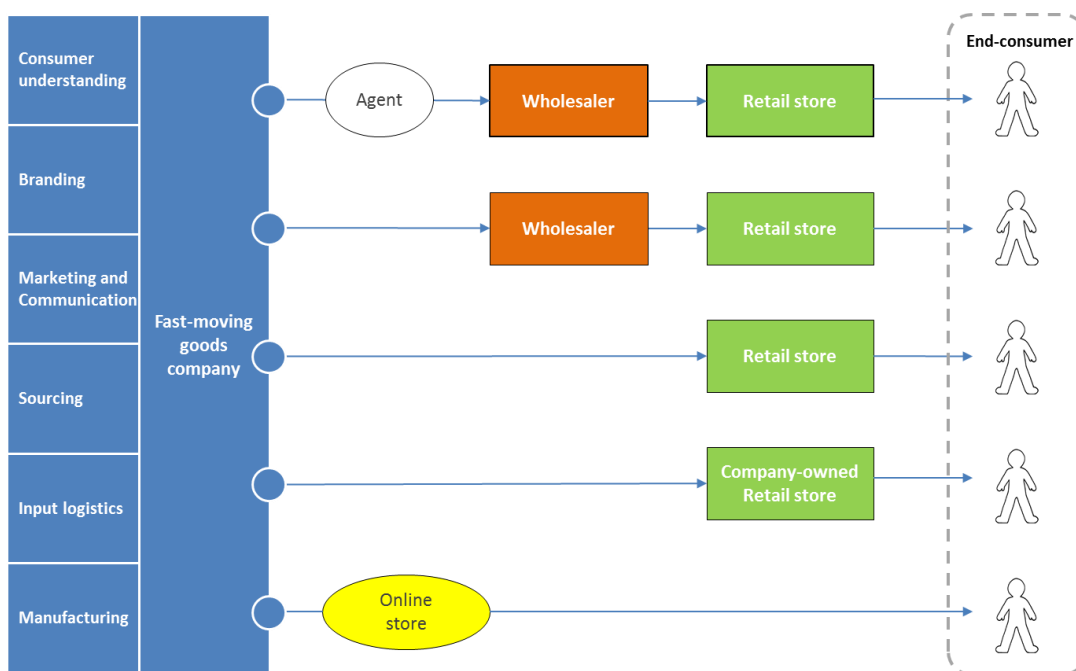 Consumer
understanding
Branding
Marketing and
Communication
Sourcing
Input logistics
Manufacturing
Fast-moving
goods
company
Agent
Wholesaler
Retail store
Wholesaler
Retail store
Retail store
Company-owned
Retail store
Online
store
End-consumer